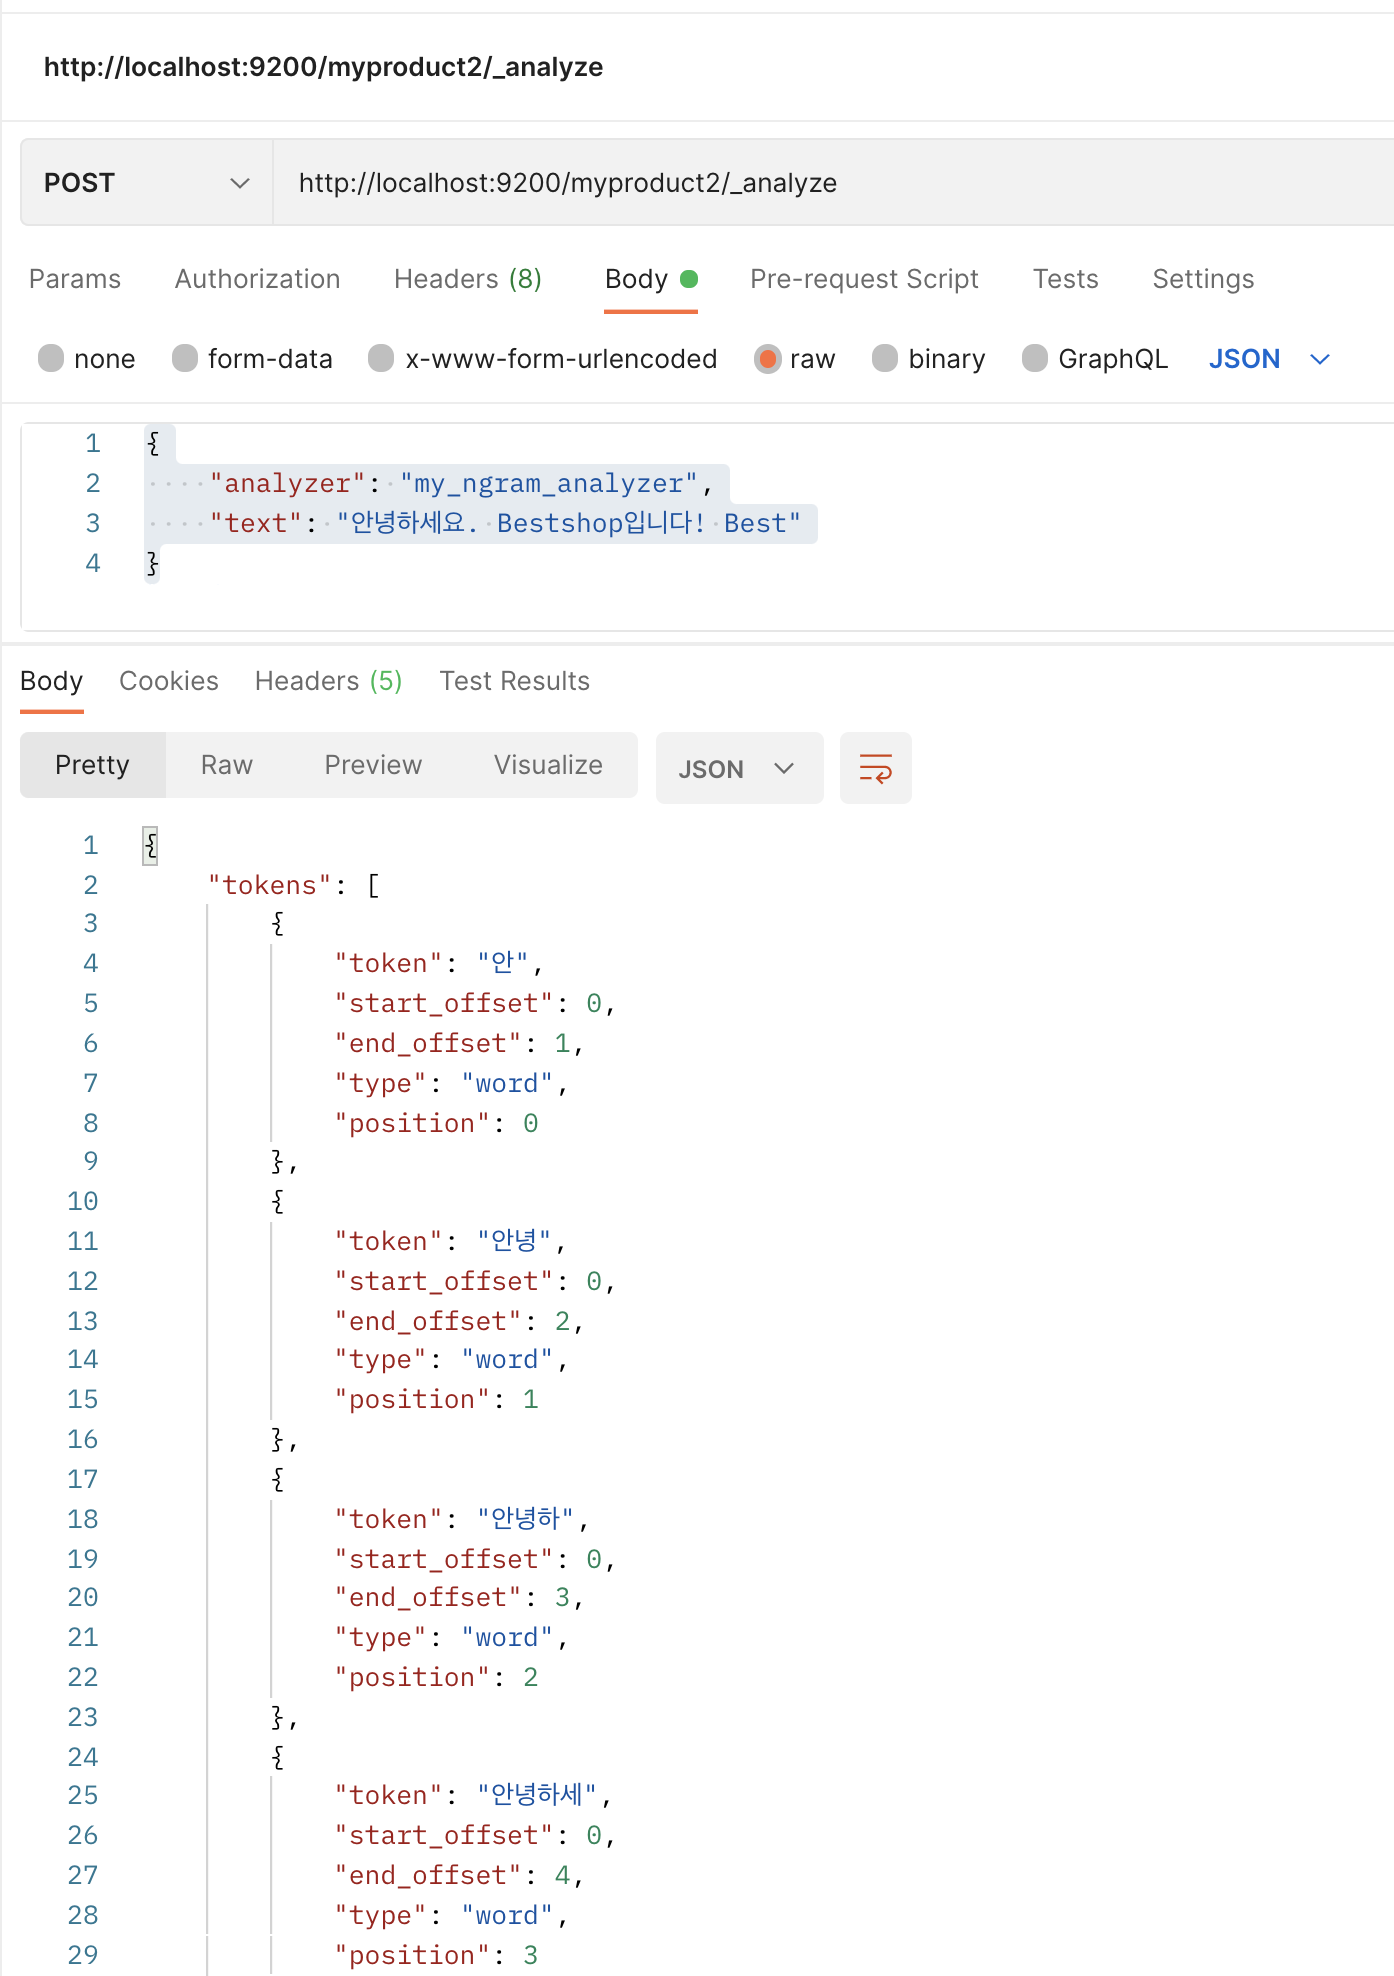 http://localhost:9200/myproduct2/_analyze
POST http://localhost:9200/myproduct2/_analyze
Params Authorization Headers (8) Body Pre-request Script Tests Settings
none form-data x-www-form-urlencoded raw binary GraphQL JSON
1 {
2 ····"analyzer":·"my_ngram_analyzer",
3 ····"text":·"안녕하세요.·Bestshop입니다!·Best"
4 }
Body Cookies Headers (5) Test Results
Pretty Raw Preview Visualize JSON
1 {
2 "tokens": [
3 {
4 "token": "안",
5 "start_offset": 0,
6 "end_offset": 1,
7 "type": "word",
8 "position": 0
9 },
10 {
11 "token": "안녕",
12 "start_offset": 0,
13 "end_offset": 2,
14 "type": "word",
15 "position": 1
16 },
17 {
18 "token": "안녕하",
19 "start_offset": 0,
20 "end_offset": 3,
21 "type": "word",
22 "position": 2
23 },
24 {
25 "token": "안녕하세",
26 "start_offset": 0,
27 "end_offset": 4,
28 "type": "word",
29 "position": 3